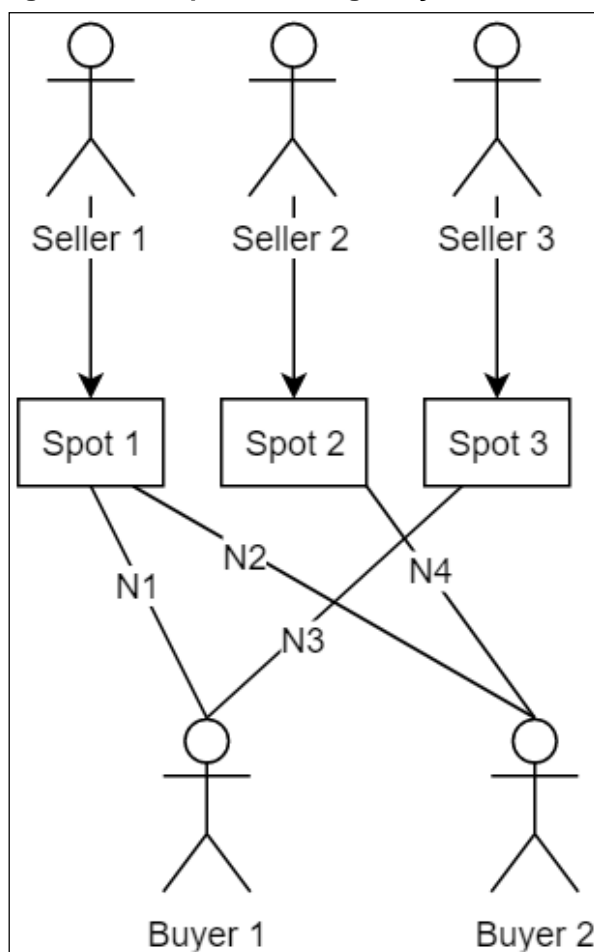 Seller 1
Seller 2
Seller 3
Spot 1
Spot 2
Spot 3
N1
N2
N4
N3
Buyer 1
Buyer 2